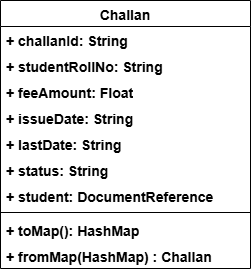 Challan
+ challanId: String
+ studentRollNo: String
+ feeAmount: Float
+ issueDate: String
+ lastDate: String
+ status: String
+ student: DocumentReference
+ toMap(): HashMap
+ fromMap(HashMap) : Challan